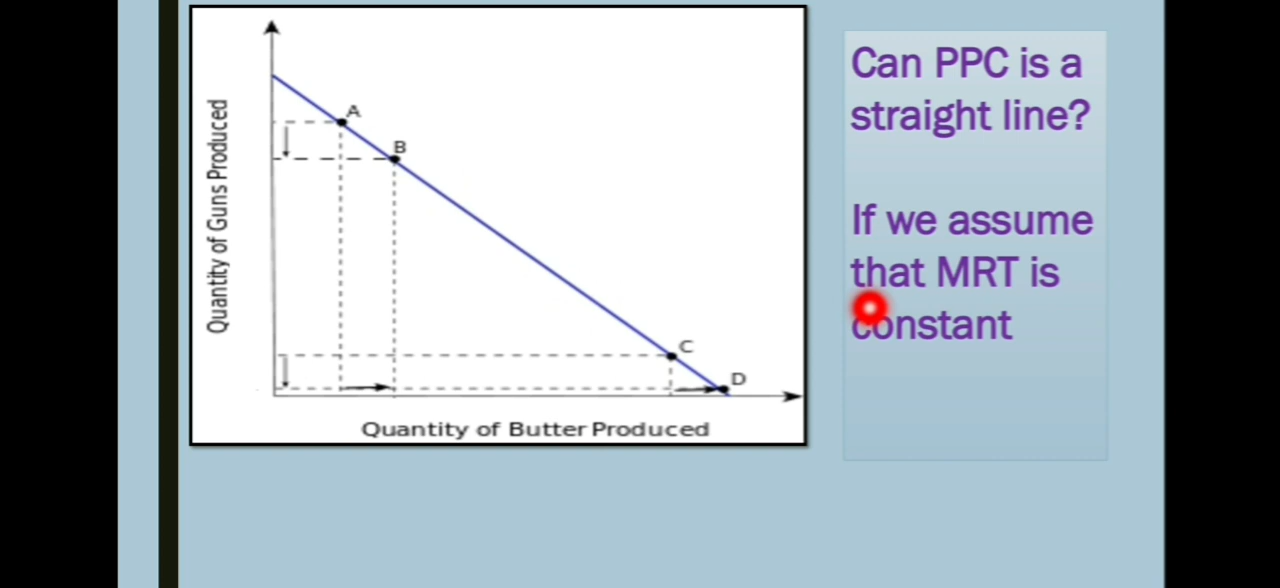 Can PPC is a
straight line?
If we assume
that MRT is
constant
Quantity of Guns Produced
A
B
C
D
Quantity of Butter Produced